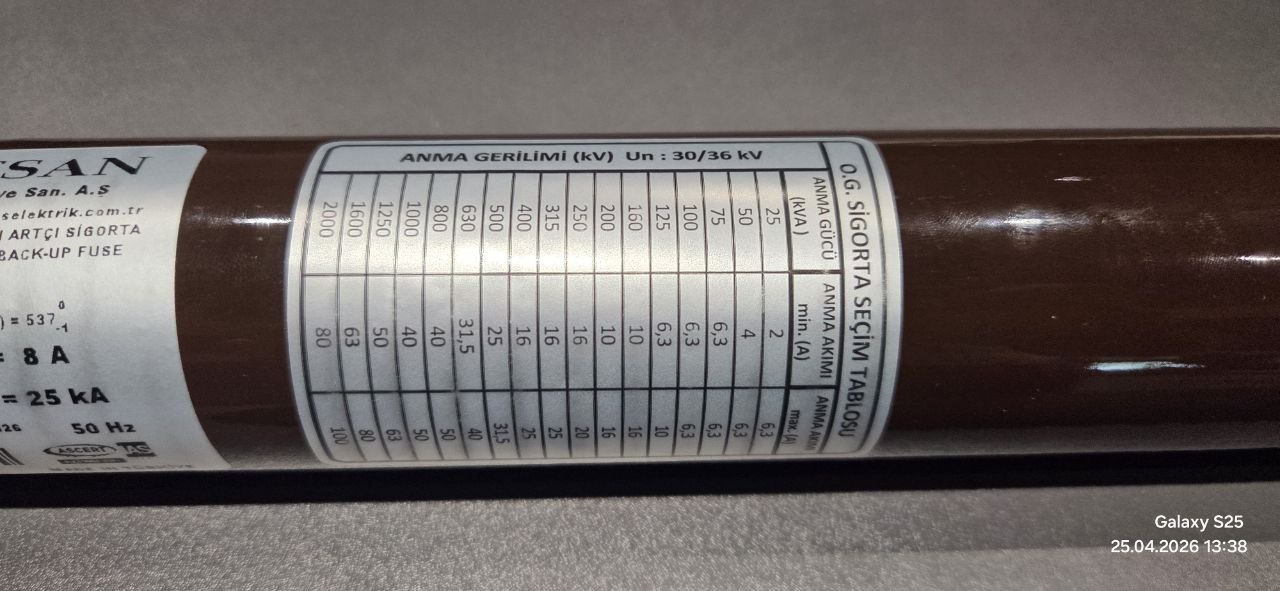 SAN
ve San. A.Ş
selektrik.com.tr
ARTÇI SİGORTA
BACK-UP FUSE
) = 537 0 -1
= 8 A
= 25 kA
26 50 Hz
ASCERT
O.G. SİGORTA SEÇİM TABLOSU
ANMA GERİLİMİ (kV) Un : 30/36 kV
ANMA GÜCÜ (kVA) ANMA AKIMI min. (A) ANMA AKIMI max. (A)
25 2 6,3
50 4 6,3
75 6,3 6,3
100 6,3 6,3
125 6,3 10
160 10 16
200 10 16
250 16 20
315 16 25
400 16 25
500 25 31,5
630 31,5 40
800 40 50
1000 40 50
1250 50 63
1600 63 80
2000 80 100
Galaxy S25
25.04.2026 13:38